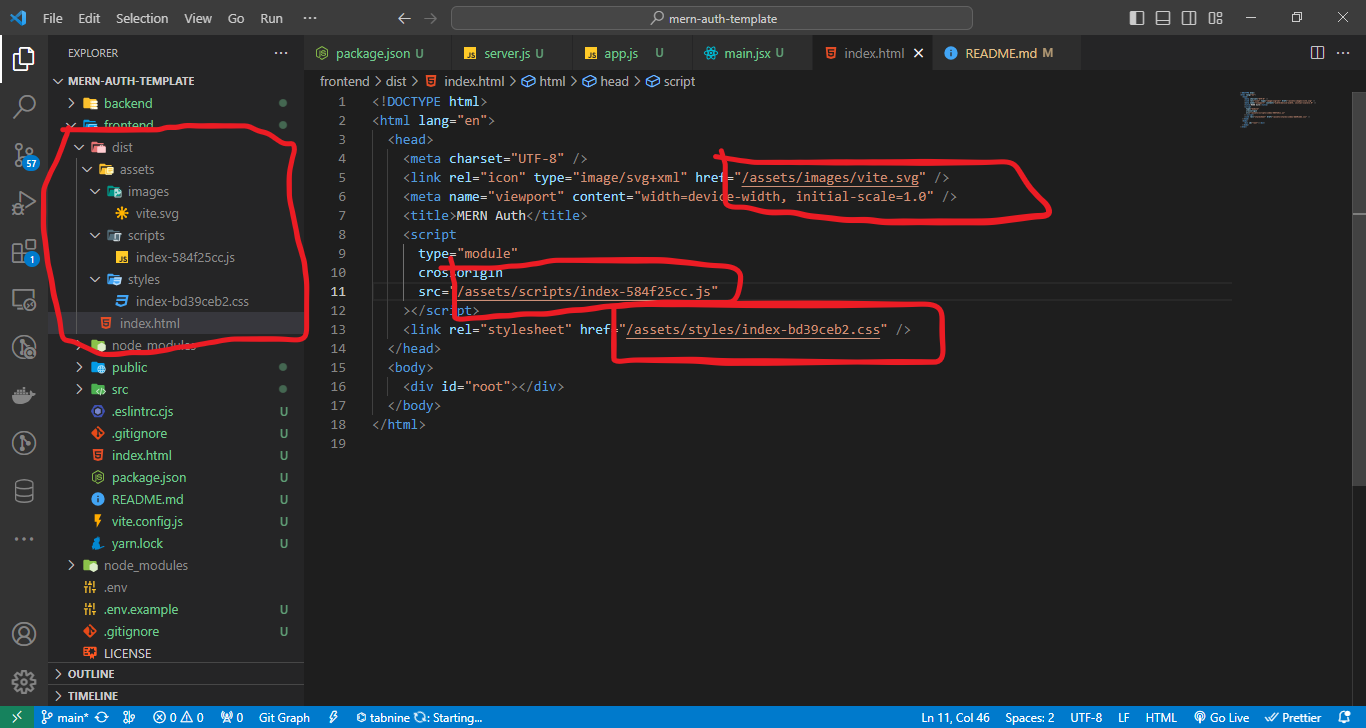 File Edit Selection View Go Run ··· mern-auth-template
EXPLORER ···
package.json U server.js U app.js U main.jsx U index.html README.md M ···
MERN-AUTH-TEMPLATE
frontend > dist > index.html > html > head > script
backend
frontend
dist
assets
images
vite.svg
scripts
index-584f25cc.js
styles
index-bd39ceb2.css
index.html
node_modules
public
src
.eslintrc.cjs U
.gitignore U
index.html U
package.json U
README.md U
vite.config.js U
yarn.lock U
node_modules
.env
.env.example U
.gitignore U
LICENSE
OUTLINE
TIMELINE
57
1
1 <!DOCTYPE html>
2 <html lang="en">
3 <head>
4 <meta charset="UTF-8" />
5 <link rel="icon" type="image/svg+xml" href="/assets/images/vite.svg" />
6 <meta name="viewport" content="width=device-width, initial-scale=1.0" />
7 <title>MERN Auth</title>
8 <script
9 type="module"
10 crossorigin
11 src="/assets/scripts/index-584f25cc.js"
12 ></script>
13 <link rel="stylesheet" href="/assets/styles/index-bd39ceb2.css" />
14 </head>
15 <body>
16 <div id="root"></div>
17 </body>
18 </html>
19
main* 0 0 0 Git Graph tabnine : Starting... Ln 11, Col 46 Spaces: 2 UTF-8 LF HTML Go Live Prettier